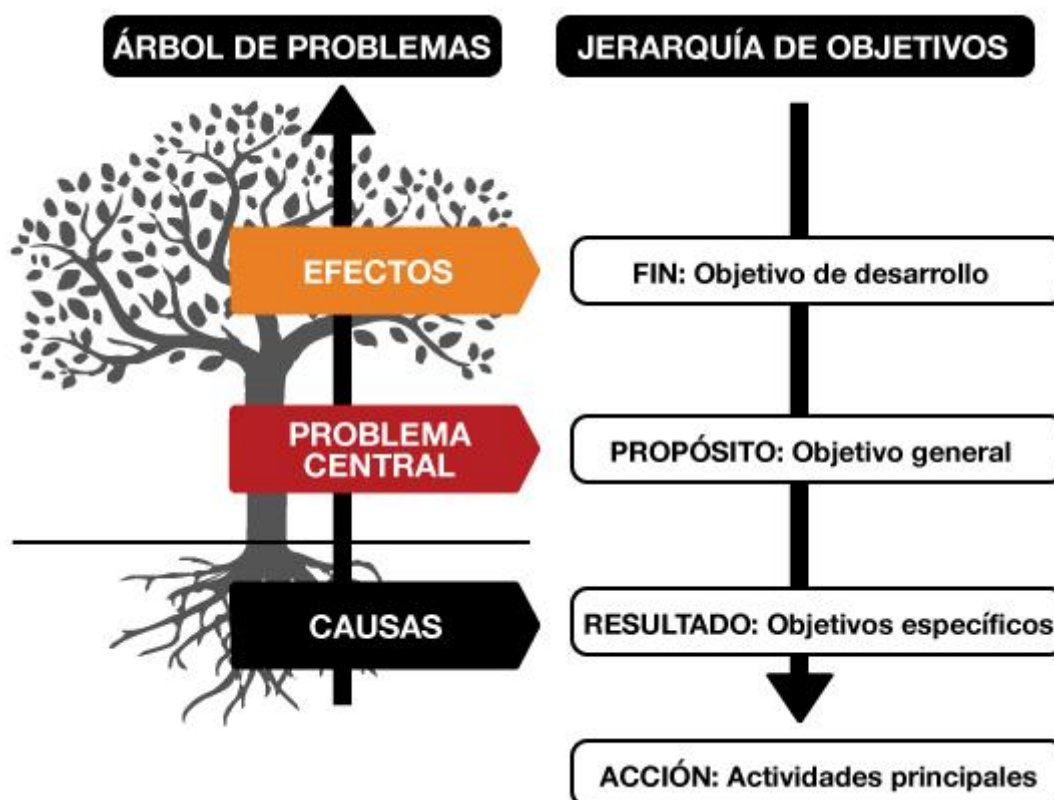 ÁRBOL DE PROBLEMAS
JERARQUÍA DE OBJETIVOS
EFECTOS
FIN: Objetivo de desarrollo
PROBLEMA
CENTRAL
PROPÓSITO: Objetivo general
CAUSAS
RESULTADO: Objetivos específicos
ACCIÓN: Actividades principales